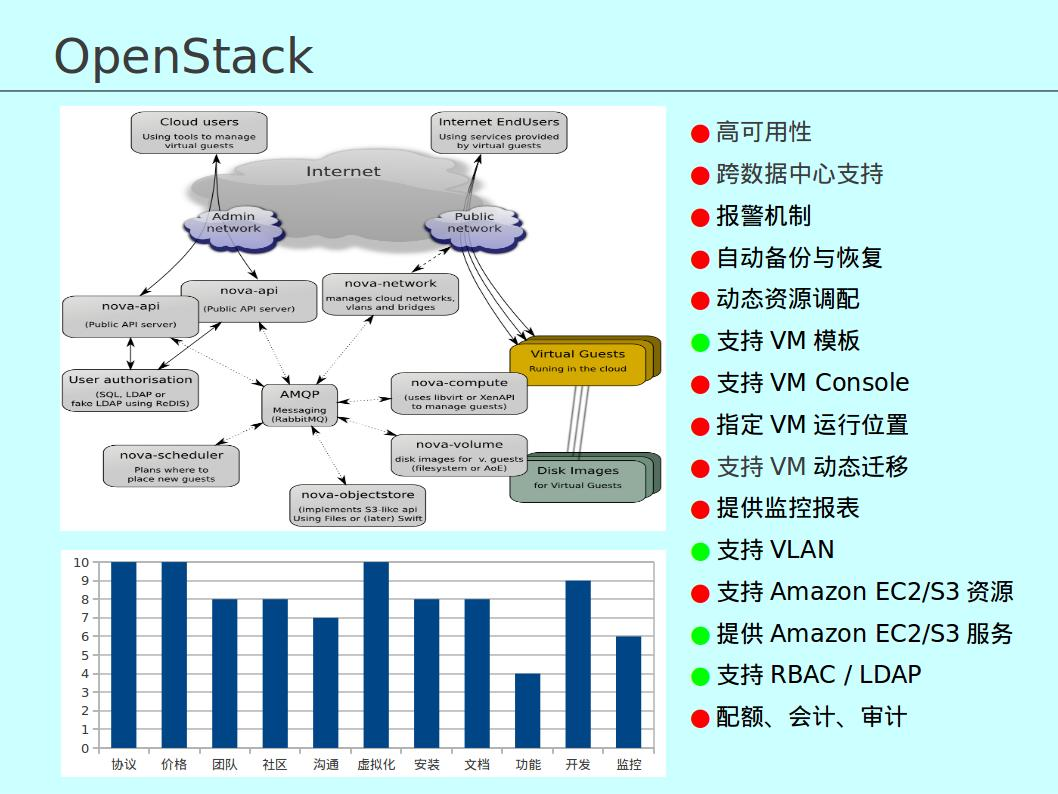 OpenStack
Cloud users
Using tools to manage
virtual guests
Internet EndUsers
Using services provided
by virtual guests
Internet
Admin
network
Public
network
nova-api
(Public API server)
nova-api
(Public API server)
nova-network
manages cloud networks,
vlans and bridges
Virtual Guests
Runing in the cloud
User authorisation
(SQL, LDAP or
fake LDAP using ReDIS)
AMQP
Messaging
(RabbitMQ)
nova-compute
(uses libvirt or XenAPI
to manage guests)
nova-scheduler
Plans where to
place new guests
nova-volume
disk images for v. guests
(filesystem or AoE)
Disk Images
for Virtual Guests
nova-objectstore
(implements S3-like api
Using Files or (later) Swift
10
9
8
7
6
5
4
3
2
1
0
协议 价格 团队 社区 沟通 虚拟化 安装 文档 功能 开发 监控
高可用性
跨数据中心支持
报警机制
自动备份与恢复
动态资源调配
支持 VM 模板
支持 VM Console
指定 VM 运行位置
支持 VM 动态迁移
提供监控报表
支持 VLAN
支持 Amazon EC2/S3 资源
提供 Amazon EC2/S3 服务
支持 RBAC / LDAP
配额、会计、审计